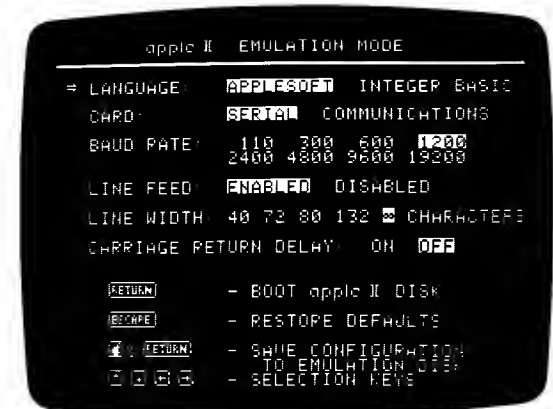 apple ][ EMULATION MODE
⇒ LANGUAGE: APPLESOFT INTEGER BASIC
CARD: SERIAL COMMUNICATIONS
BAUD RATE: 110 300 600 1200
2400 4800 9600 19200
LINE FEED: ENABLED DISABLED
LINE WIDTH: 40 72 80 132 ∞ CHARACTERS
CARRIAGE RETURN DELAY: ON OFF
RETURN - BOOT apple ][ DISK
ESCAPE - RESTORE DEFAULTS
RETURN - SAVE CONFIGURATION
TO EMULATION DISK
↑ ↓ ← → - SELECTION KEYS